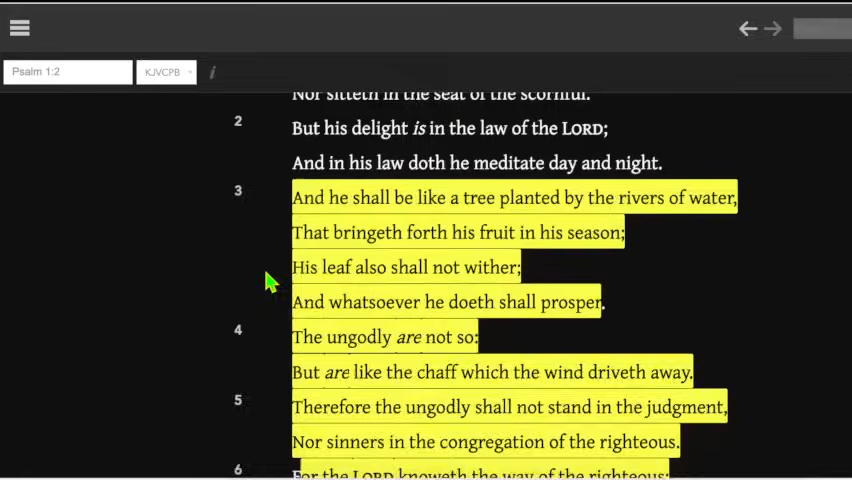 Psalm 1:2
KJVCPB
i
Nor sitteth in the seat of the scornful.
2
But his delight is in the law of the LORD;
And in his law doth he meditate day and night.
3
And he shall be like a tree planted by the rivers of water,
That bringeth forth his fruit in his season;
His leaf also shall not wither;
And whatsoever he doeth shall prosper.
4
The ungodly are not so:
But are like the chaff which the wind driveth away.
5
Therefore the ungodly shall not stand in the judgment,
Nor sinners in the congregation of the righteous.
6
For the LORD knoweth the way of the righteous: